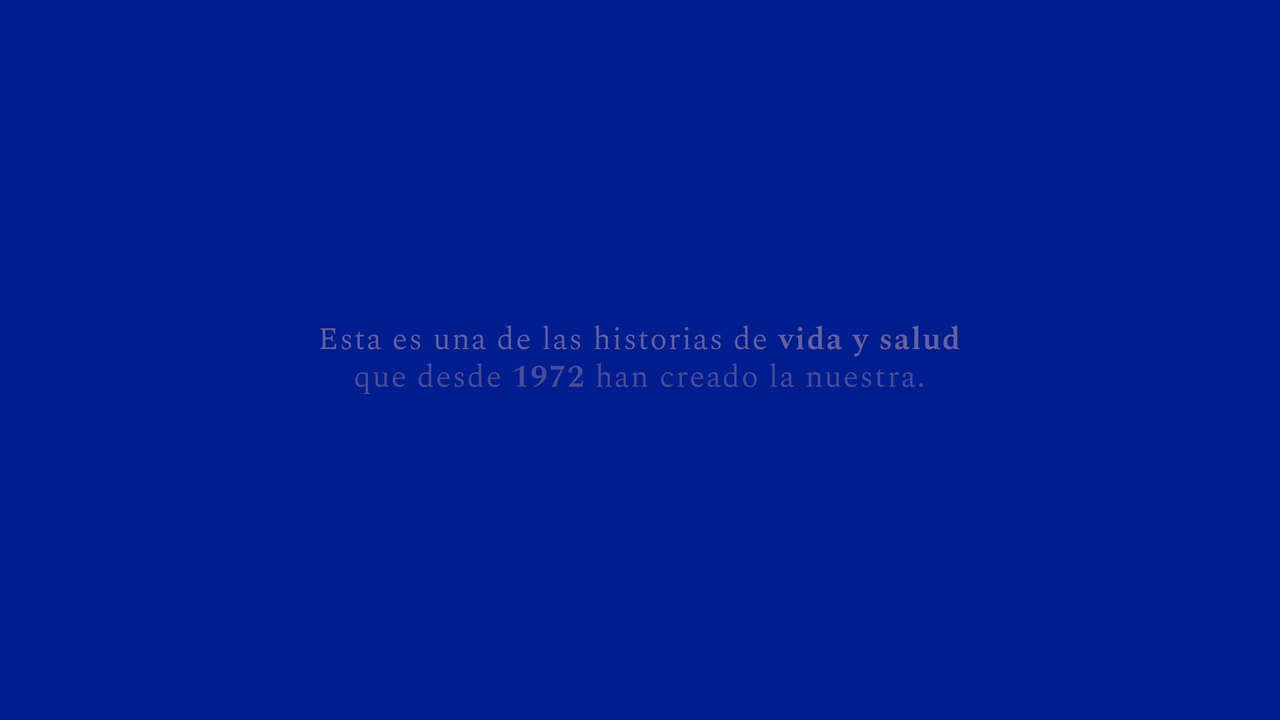 Esta es una de las historias de vida y salud
que desde 1972 han creado la nuestra.